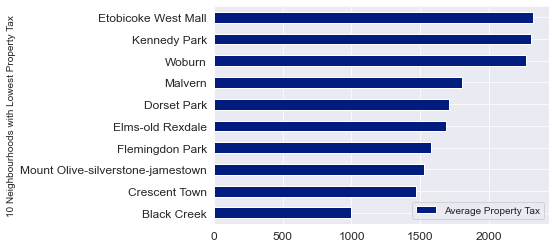 10 Neighbourhoods with Lowest Property Tax
Etobicoke West Mall
Kennedy Park
Woburn
Malvern
Dorset Park
Elms-old Rexdale
Flemingdon Park
Mount Olive-silverstone-jamestown
Crescent Town
Black Creek
Average Property Tax
0 500 1000 1500 2000